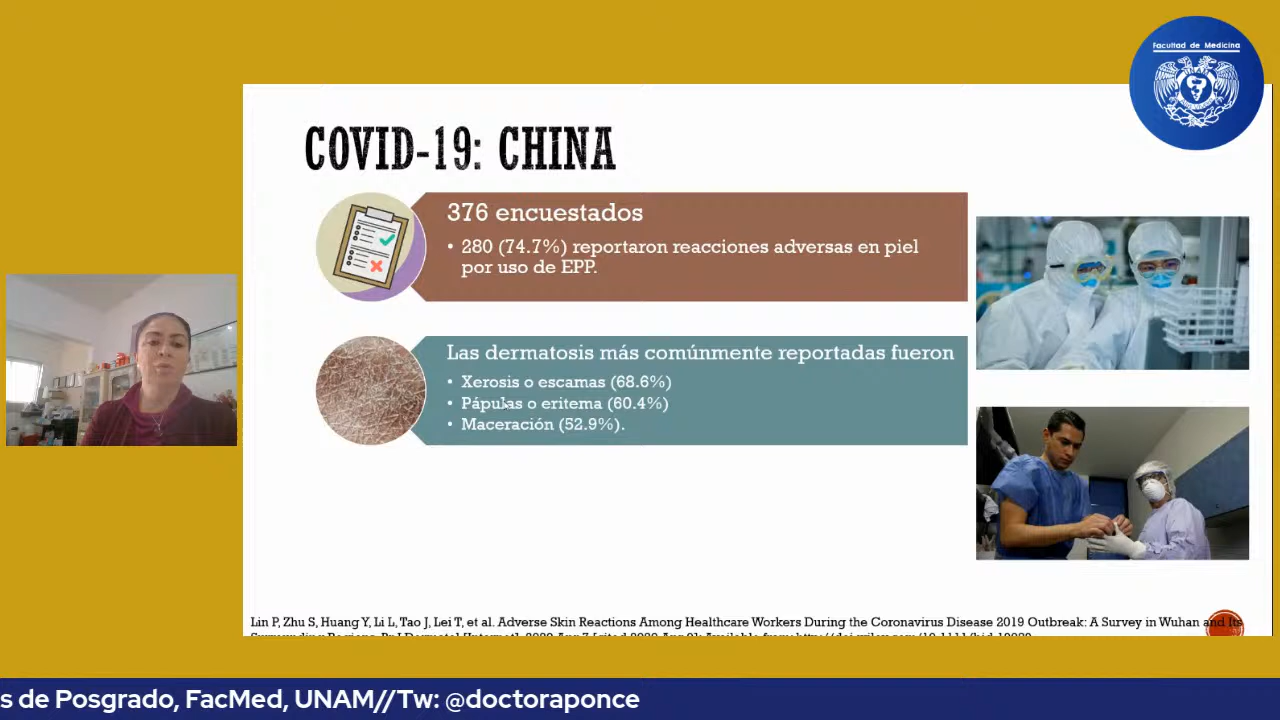 Facultad de Medicina
COVID-19: CHINA
376 encuestados
• 280 (74.7%) reportaron reacciones adversas en piel
por uso de EPP.
Las dermatosis más comúnmente reportadas fueron
• Xerosis o escamas (68.6%)
• Pápulas o eritema (60.4%)
• Maceración (52.9%).
Lin P, Zhu S, Huang Y, Li L, Tao J, Lei T, et al. Adverse Skin Reactions Among Healthcare Workers During the Coronavirus Disease 2019 Outbreak: A Survey in Wuhan and Its
s de Posgrado, FacMed, UNAM//Tw: @doctoraponce